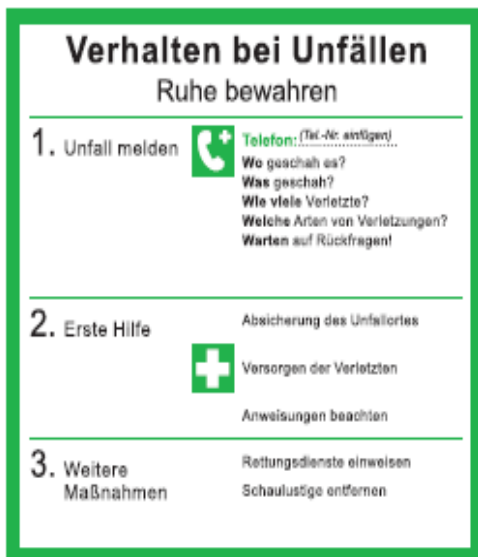 Verhalten bei Unfällen
Ruhe bewahren
1. Unfall melden
Telefon: (Tel.-Nr. einfügen)
Wo geschah es?
Was geschah?
Wie viele Verletzte?
Welche Arten von Verletzungen?
Warten auf Rückfragen!
2. Erste Hilfe
Absicherung des Unfallortes
Versorgen der Verletzten
Anweisungen beachten
3. Weitere
Maßnahmen
Rettungsdienste einweisen
Schaulustige entfernen